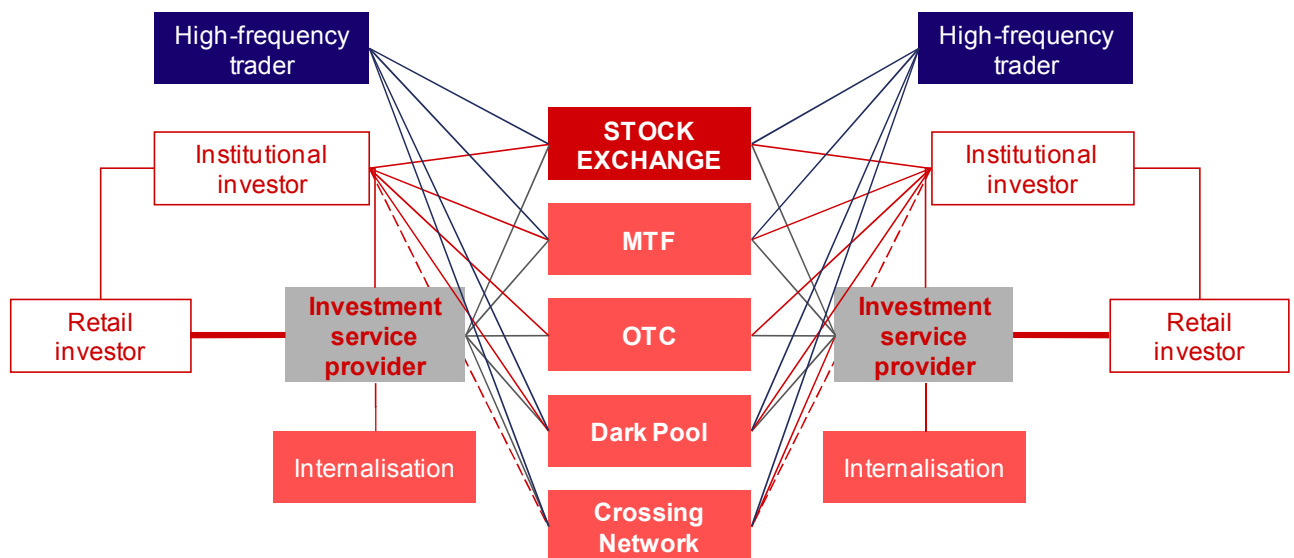 High-frequency
trader
High-frequency
trader
STOCK
EXCHANGE
Institutional
investor
Institutional
investor
MTF
Retail
investor
Investment
service
provider
OTC
Investment
service
provider
Retail
investor
Dark Pool
Internalisation
Internalisation
Crossing
Network